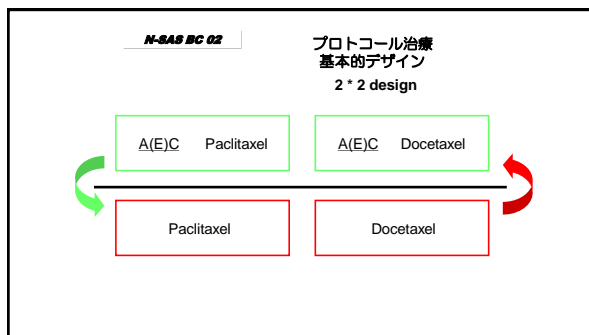 N-SAS BC 02
プロトコール治療
基本的デザイン
2 * 2 design
A(E)C Paclitaxel
A(E)C Docetaxel
Paclitaxel
Docetaxel